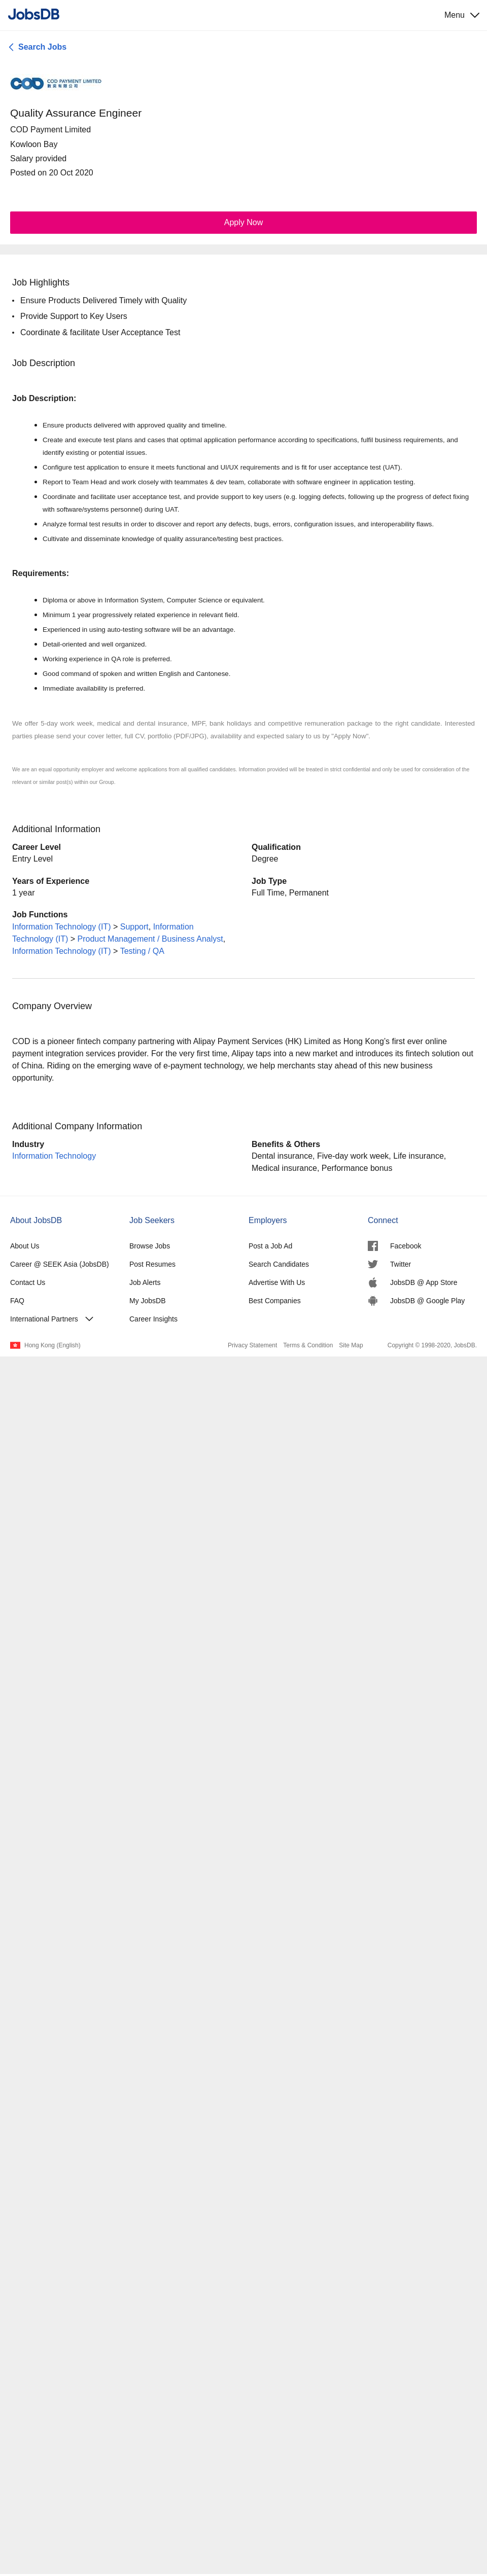 JobsDB
Menu
Search Jobs
COD COD PAYMENT LIMITED
Quality Assurance Engineer
COD Payment Limited
Kowloon Bay
Salary provided
Posted on 20 Oct 2020
Apply Now
Job Highlights
• Ensure Products Delivered Timely with Quality
• Provide Support to Key Users
• Coordinate & facilitate User Acceptance Test
Job Description
Job Description:
• Ensure products delivered with approved quality and timeline.
• Create and execute test plans and cases that optimal application performance according to specifications, fulfil business requirements, and
identify existing or potential issues.
• Configure test application to ensure it meets functional and UI/UX requirements and is fit for user acceptance test (UAT).
• Report to Team Head and work closely with teammates & dev team, collaborate with software engineer in application testing.
• Coordinate and facilitate user acceptance test, and provide support to key users (e.g. logging defects, following up the progress of defect fixing
with software/systems personnel) during UAT.
• Analyze formal test results in order to discover and report any defects, bugs, errors, configuration issues, and interoperability flaws.
• Cultivate and disseminate knowledge of quality assurance/testing best practices.
Requirements:
• Diploma or above in Information System, Computer Science or equivalent.
• Minimum 1 year progressively related experience in relevant field.
• Experienced in using auto-testing software will be an advantage.
• Detail-oriented and well organized.
• Working experience in QA role is preferred.
• Good command of spoken and written English and Cantonese.
• Immediate availability is preferred.
We offer 5-day work week, medical and dental insurance, MPF, bank holidays and competitive remuneration package to the right candidate. Interested
parties please send your cover letter, full CV, portfolio (PDF/JPG), availability and expected salary to us by "Apply Now".
We are an equal opportunity employer and welcome applications from all qualified candidates. Information provided will be treated in strict confidential and only be used for consideration of the
relevant or similar post(s) within our Group.
Additional Information
Career Level
Entry Level
Qualification
Degree
Years of Experience
1 year
Job Type
Full Time, Permanent
Job Functions
Information Technology (IT) > Support, Information
Technology (IT) > Product Management / Business Analyst,
Information Technology (IT) > Testing / QA
Company Overview
COD is a pioneer fintech company partnering with Alipay Payment Services (HK) Limited as Hong Kong's first ever online
payment integration services provider. For the very first time, Alipay taps into a new market and introduces its fintech solution out
of China. Riding on the emerging wave of e-payment technology, we help merchants stay ahead of this new business
opportunity.
Additional Company Information
Industry
Information Technology
Benefits & Others
Dental insurance, Five-day work week, Life insurance,
Medical insurance, Performance bonus
About JobsDB
About Us
Career @ SEEK Asia (JobsDB)
Contact Us
FAQ
International Partners
Job Seekers
Browse Jobs
Post Resumes
Job Alerts
My JobsDB
Career Insights
Employers
Post a Job Ad
Search Candidates
Advertise With Us
Best Companies
Connect
Facebook
Twitter
JobsDB @ App Store
JobsDB @ Google Play
Hong Kong (English)
Privacy Statement Terms & Condition Site Map
Copyright © 1998-2020, JobsDB.